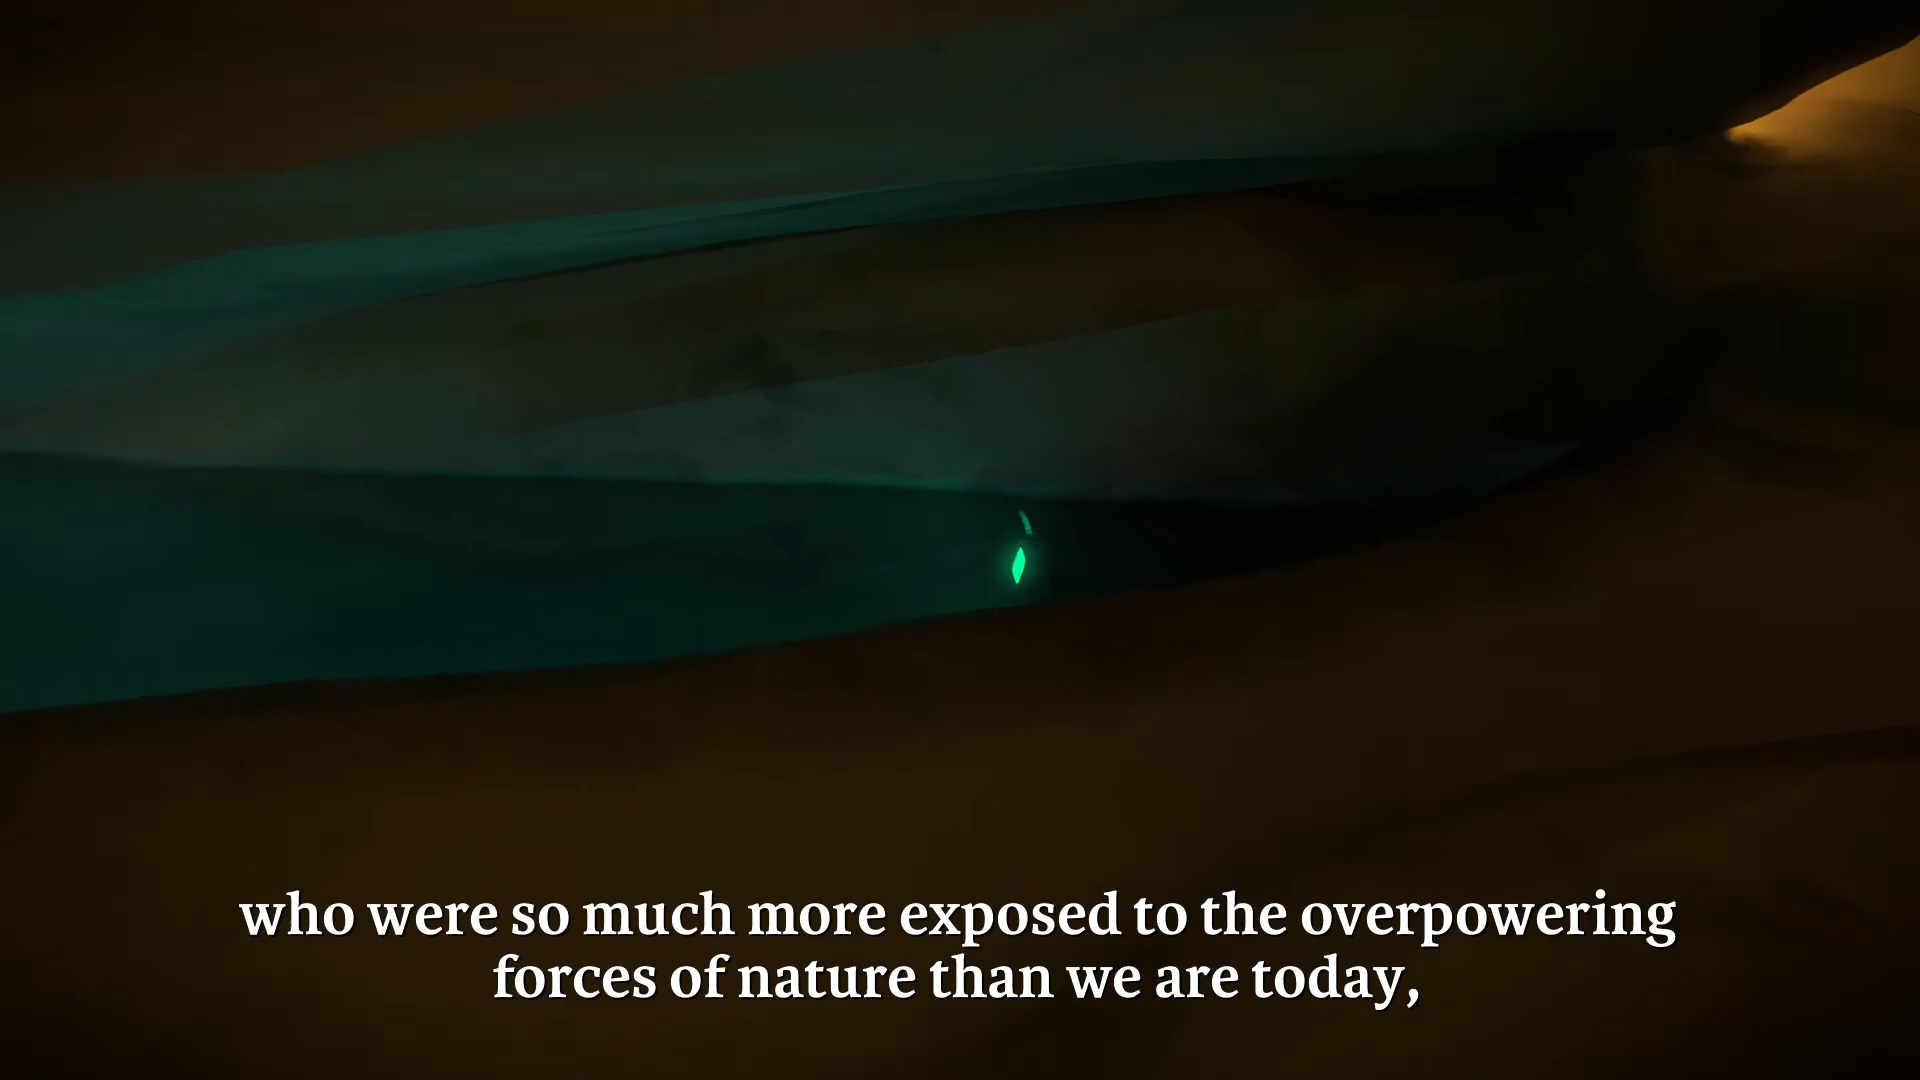 who were so much more exposed to the overpowering
forces of nature than we are today,